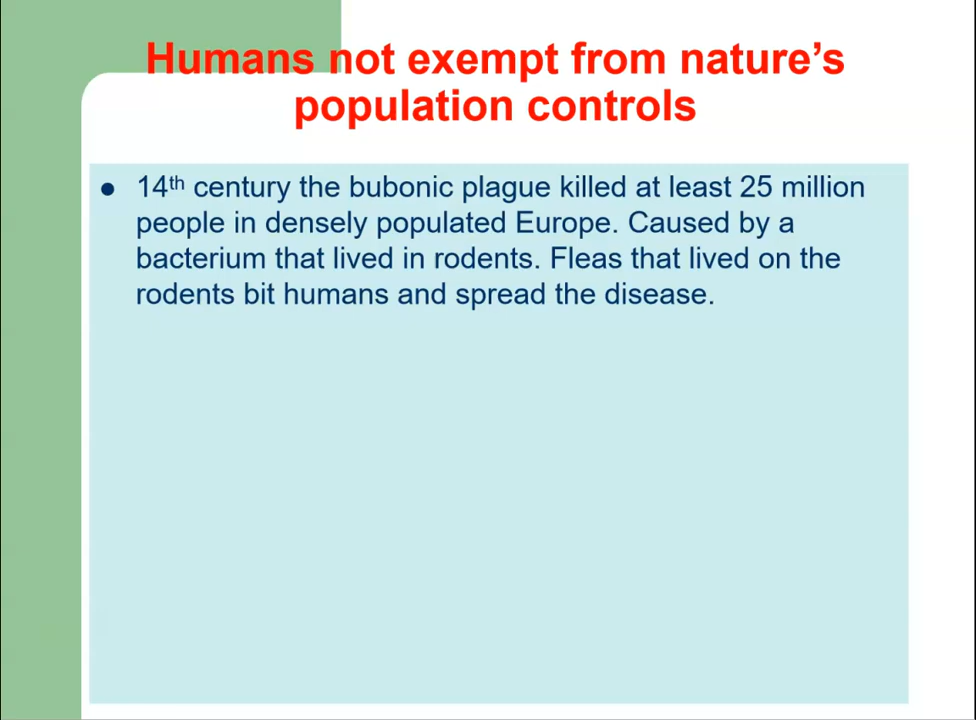 Humans not exempt from nature’s
population controls
● 14th century the bubonic plague killed at least 25 million
people in densely populated Europe. Caused by a
bacterium that lived in rodents. Fleas that lived on the
rodents bit humans and spread the disease.